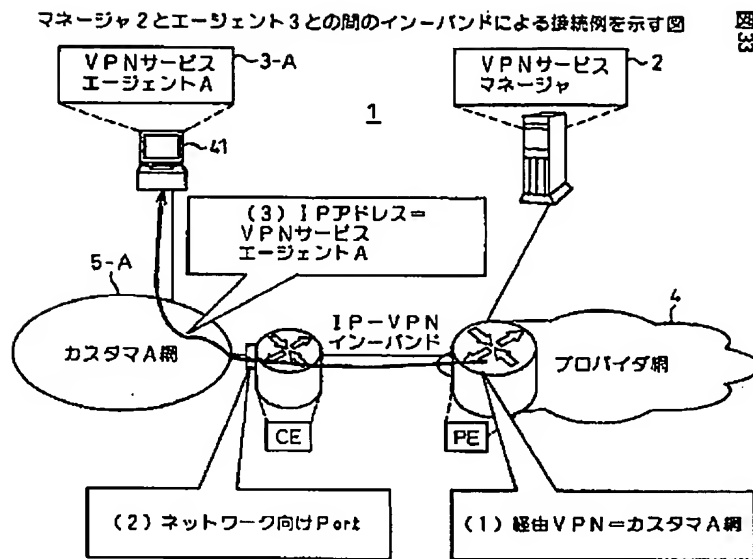 マネージャ2とエージェント3との間のインーバンドによる接続例を示す図
図33
VPNサービス
エージェントA
3-A
VPNサービス
マネージャ
2
1
41
(3)IPアドレス=
VPNサービス
エージェントA
5-A
カスタマA網
IP-VPN
インーバンド
4
プロバイダ網
CE
PE
(2)ネットワーク向けPort
(1)経由VPN=カスタマA網